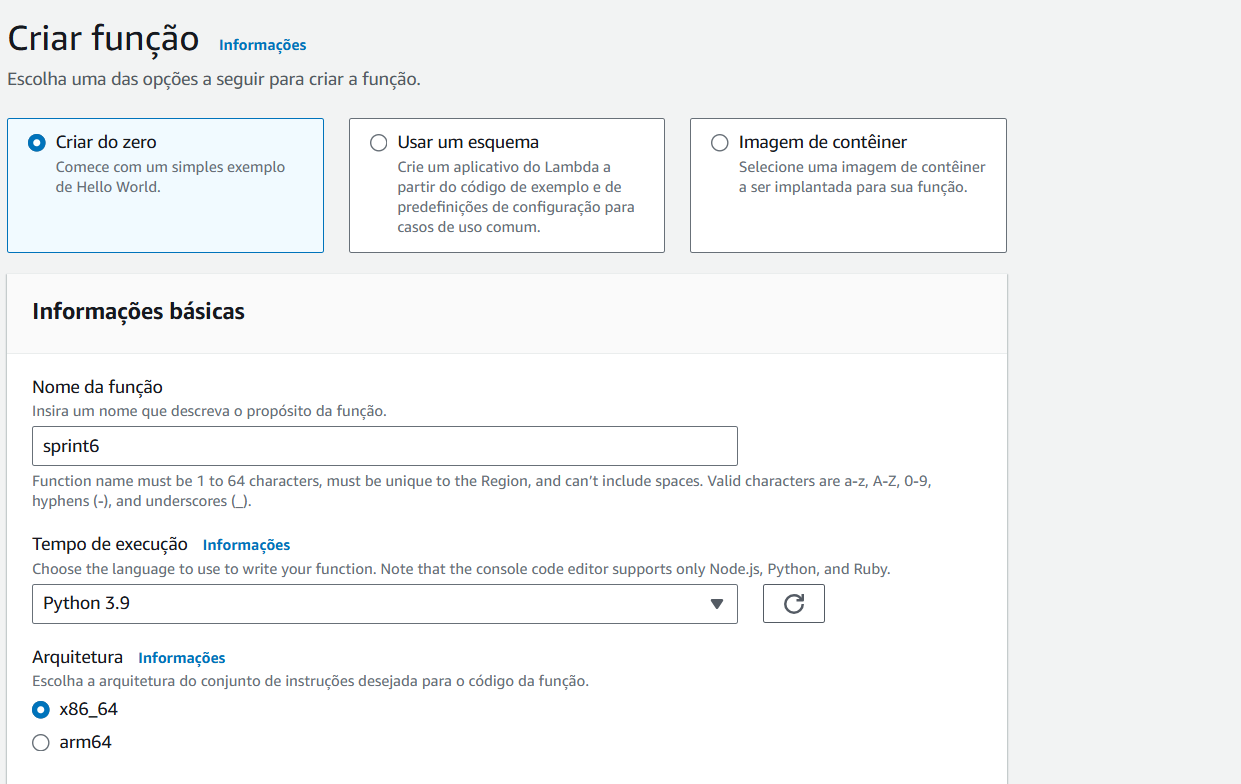 Criar função Informações
Escolha uma das opções a seguir para criar a função.
Criar do zero
Comece com um simples exemplo
de Hello World.
Usar um esquema
Crie um aplicativo do Lambda a
partir do código de exemplo e de
predefinições de configuração para
casos de uso comum.
Imagem de contêiner
Selecione uma imagem de contêiner
a ser implantada para sua função.
Informações básicas
Nome da função
Insira um nome que descreva o propósito da função.
sprint6
Function name must be 1 to 64 characters, must be unique to the Region, and can't include spaces. Valid characters are a-z, A-Z, 0-9,
hyphens (-), and underscores (_).
Tempo de execução Informações
Choose the language to use to write your function. Note that the console code editor supports only Node.js, Python, and Ruby.
Python 3.9
Arquitetura Informações
Escolha a arquitetura do conjunto de instruções desejada para o código da função.
x86_64
arm64